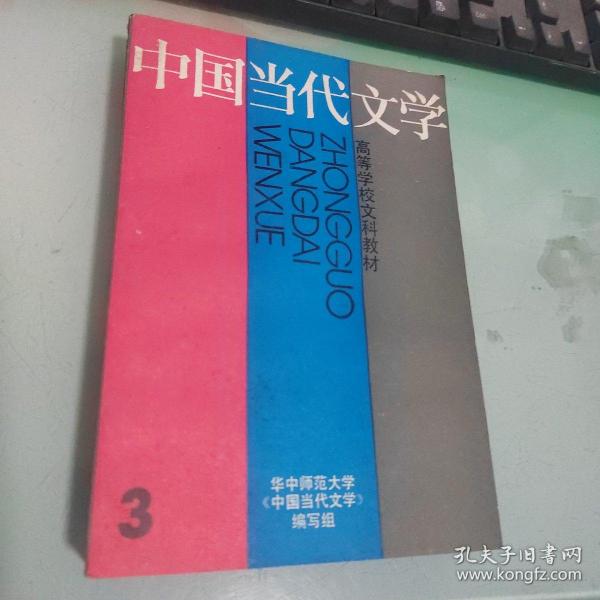 中国当代文学
ZHONGGUO
DANGDAI
WENXUE
高等学校文科教材
3
华中师范大学
《中国当代文学》
编写组
孔夫子旧书网
www.kongfz.com